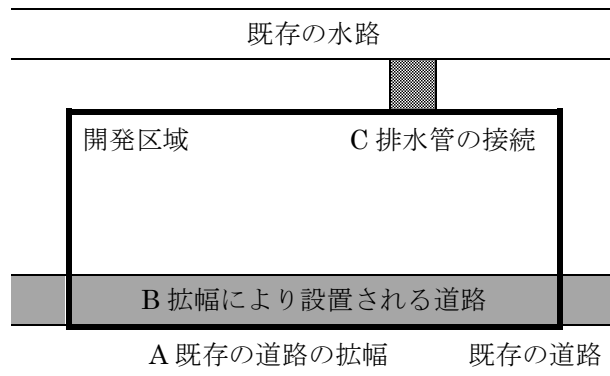 既存の水路
開発区域
C 排水管の接続
B 拡幅により設置される道路
A 既存の道路の拡幅
既存の道路